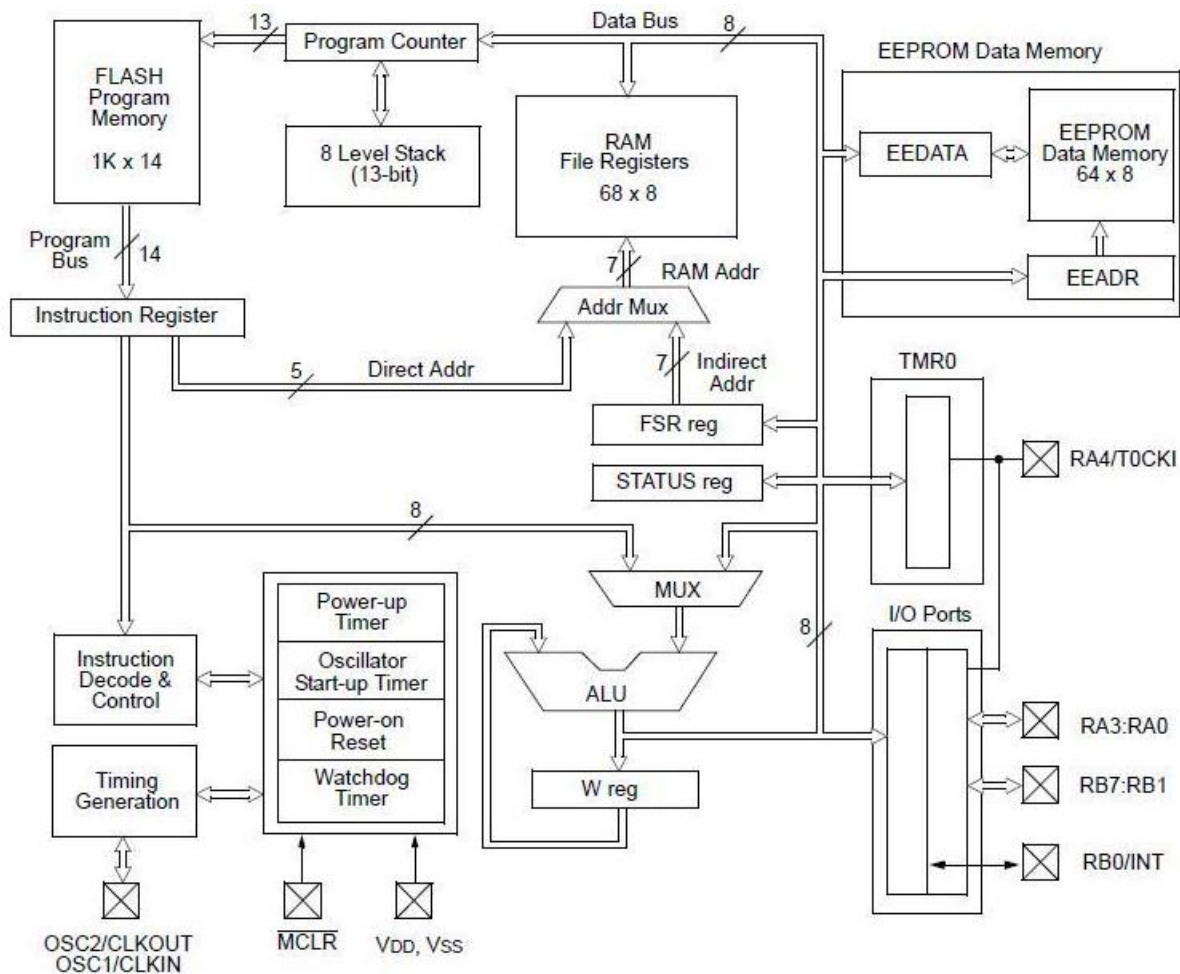 13
Data Bus
8
Program Counter
EEPROM Data Memory
FLASH
Program
Memory
1K x 14
8 Level Stack
(13-bit)
RAM
File Registers
68 x 8
EEDATA
EEPROM
Data Memory
64 x 8
Program
Bus
14
7
RAM Addr
EEADR
Instruction Register
Addr Mux
5
Direct Addr
7
Indirect
Addr
TMR0
FSR reg
RA4/T0CKI
STATUS reg
8
MUX
Power-up
Timer
I/O Ports
8
Instruction
Decode &
Control
Oscillator
Start-up Timer
ALU
Power-on
Reset
RA3:RA0
Timing
Generation
Watchdog
Timer
W reg
RB7:RB1
RB0/INT
OSC2/CLKOUT
OSC1/CLKIN
MCLR
VDD, VSS